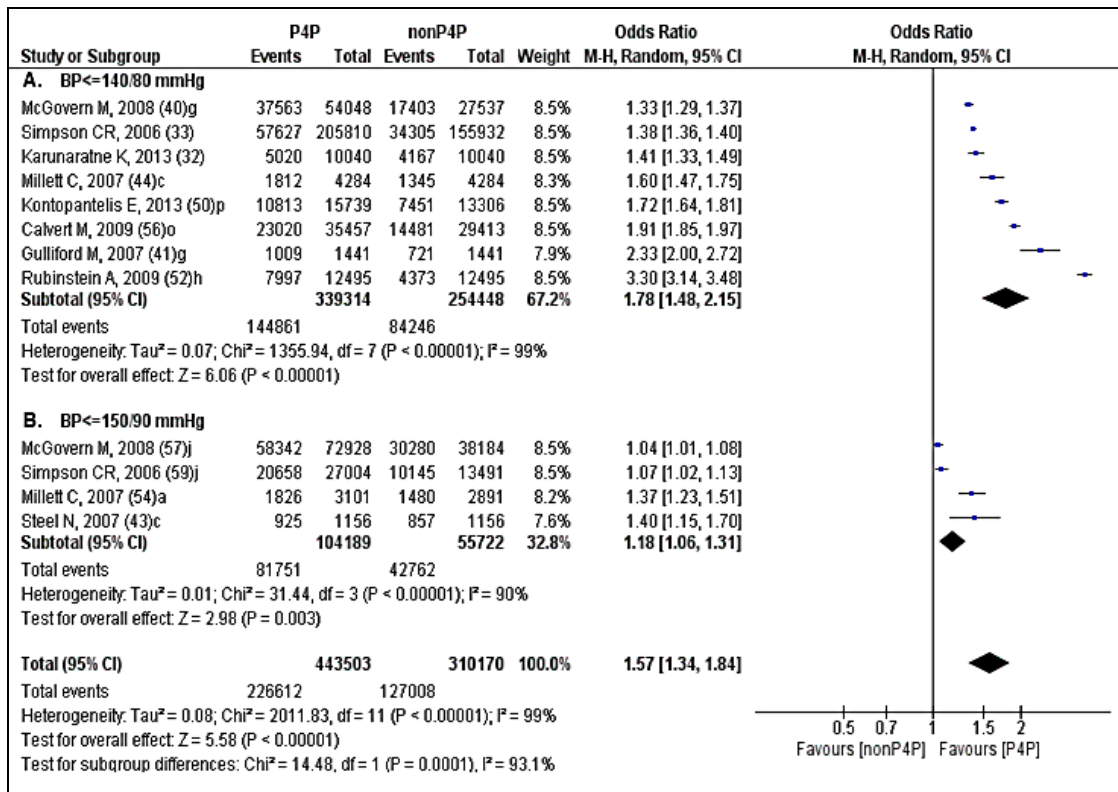 P4P nonP4P Odds Ratio Odds Ratio
Study or Subgroup Events Total Events Total Weight M-H, Random, 95% CI M-H, Random, 95% CI
A. BP<=140/80 mmHg
McGovern M, 2008 (40)g 37563 54048 17403 27537 8.5% 1.33 [1.29, 1.37]
Simpson CR, 2006 (33) 57627 205810 34305 155932 8.5% 1.38 [1.36, 1.40]
Karunaratne K, 2013 (32) 5020 10040 4167 10040 8.5% 1.41 [1.33, 1.49]
Millett C, 2007 (44)c 1812 4284 1345 4284 8.3% 1.60 [1.47, 1.75]
Kontopantelis E, 2013 (50)p 10813 15739 7451 13306 8.5% 1.72 [1.64, 1.81]
Calvert M, 2009 (56)o 23020 35457 14481 29413 8.5% 1.91 [1.85, 1.97]
Gulliford M, 2007 (41)g 1009 1441 721 1441 7.9% 2.33 [2.00, 2.72]
Rubinstein A, 2009 (52)h 7997 12495 4373 12495 8.5% 3.30 [3.14, 3.48]
Subtotal (95% CI) 339314 254448 67.2% 1.78 [1.48, 2.15]
Total events 144861 84246
Heterogeneity: Tau² = 0.07; Chi² = 1355.94, df = 7 (P < 0.00001); I² = 99%
Test for overall effect: Z = 6.06 (P < 0.00001)
B. BP<=150/90 mmHg
McGovern M, 2008 (57)j 58342 72928 30280 38184 8.5% 1.04 [1.01, 1.08]
Simpson CR, 2006 (59)j 20658 27004 10145 13491 8.5% 1.07 [1.02, 1.13]
Millett C, 2007 (54)a 1826 3101 1480 2891 8.2% 1.37 [1.23, 1.51]
Steel N, 2007 (43)c 925 1156 857 1156 7.6% 1.40 [1.15, 1.70]
Subtotal (95% CI) 104189 55722 32.8% 1.18 [1.06, 1.31]
Total events 81751 42762
Heterogeneity: Tau² = 0.01; Chi² = 31.44, df = 3 (P < 0.00001); I² = 90%
Test for overall effect: Z = 2.98 (P = 0.003)
Total (95% CI) 443503 310170 100.0% 1.57 [1.34, 1.84]
Total events 226612 127008
Heterogeneity: Tau² = 0.08; Chi² = 2011.83, df = 11 (P < 0.00001); I² = 99%
Test for overall effect: Z = 5.58 (P < 0.00001)
Test for subgroup differences: Chi² = 14.48, df = 1 (P = 0.0001), I² = 93.1%
0.5 0.7 1 1.5 2
Favours [nonP4P] Favours [P4P]